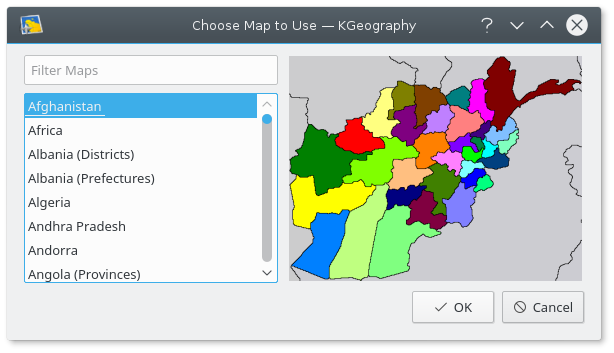 Choose Map to Use — KGeography
Filter Maps
Afghanistan
Africa
Albania (Districts)
Albania (Prefectures)
Algeria
Andhra Pradesh
Andorra
Angola (Provinces)
OK
Cancel